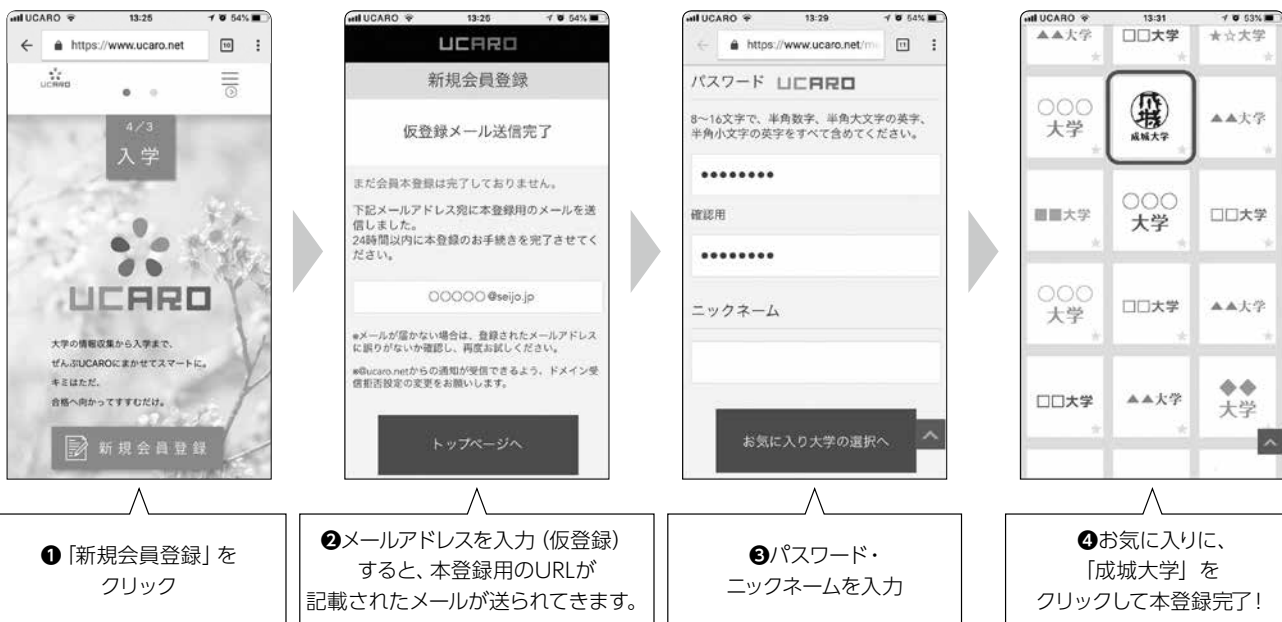 UCARO 13:25 54%
https://www.ucaro.net 10
UCARO
4/3
入学
UCARO
大学の情報収集から入学まで、
ぜんぶUCAROにまかせてスマートに。
キミはただ、
合格へ向かってすすむだけ。
新規会員登録
❶「新規会員登録」を
クリック
UCARO 13:25 54%
UCARO
新規会員登録
仮登録メール送信完了
まだ会員本登録は完了しておりません。
下記メールアドレス宛に本登録用のメールを送
信しました。
24時間以内に本登録のお手続きを完了させてく
ださい。
〇〇〇〇〇@seijo.jp
※メールが届かない場合は、登録されたメールアドレス
に誤りがないか確認し、再度お試しください。
※@ucaro.netからの通知が受信できるよう、ドメイン受
信拒否設定の変更をお願いします。
トップページへ
❷メールアドレスを入力（仮登録）
すると、本登録用のURLが
記載されたメールが送られてきます。
UCARO 13:29 54%
https://www.ucaro.net/m 11
パスワード UCARO
8〜16文字で、半角数字、半角大文字の英字、
半角小文字の英字をすべて含めてください。
●●●●●●●●
確認用
●●●●●●●●
ニックネーム
お気に入り大学の選択へ
❸パスワード・
ニックネームを入力
UCARO 13:31 53%
▲▲大学 □□大学 ★☆大学
〇〇〇
大学
成城
成城大学
▲▲大学
■■大学
〇〇〇
大学
□□大学
〇〇〇
大学
□□大学
▲▲大学
□□大学
▲▲大学
◆◆
大学
❹お気に入りに、
「成城大学」を
クリックして本登録完了！